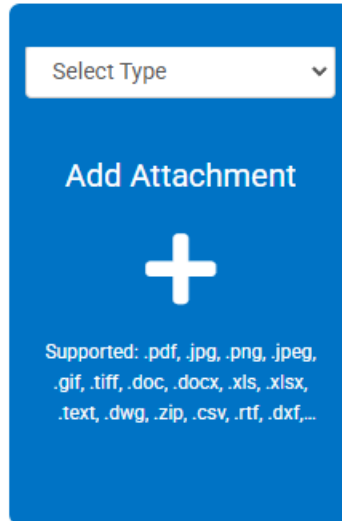 Select Type
Add Attachment
Supported: .pdf, .jpg, .png, .jpeg,
.gif, .tiff, .doc, .docx, .xls, .xlsx,
.text, .dwg, .zip, .csv, .rtf, .dxf,...